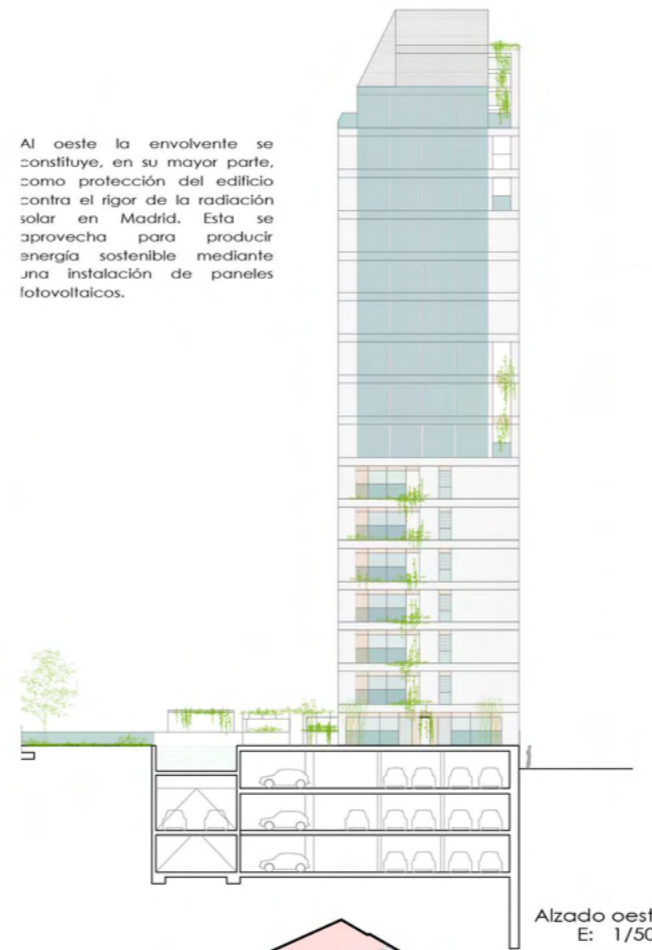 Al oeste la envolvente se
constituye, en su mayor parte,
como protección del edificio
contra el rigor de la radiación
solar en Madrid. Esta se
aprovecha para producir
energía sostenible mediante
una instalación de paneles
fotovoltaicos.
Alzado oest
E: 1/50